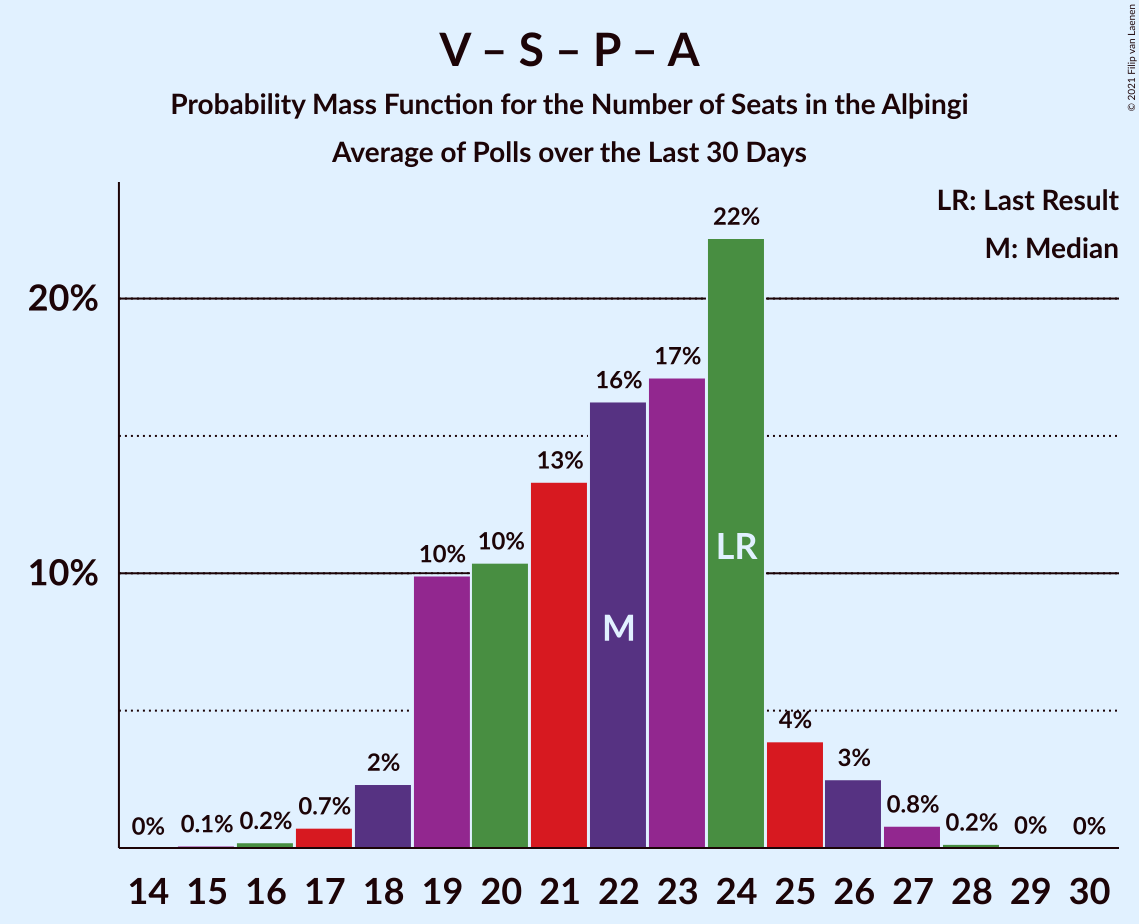 V – S – P – A
Probability Mass Function for the Number of Seats in the Alþingi
Average of Polls over the Last 30 Days
© 2021 Filip van Laenen
LR: Last Result
M: Median
20%
10%
0% 0.1% 0.2% 0.7% 2% 10% 10% 13% 16% 17% 22% 4% 3% 0.8% 0.2% 0% 0%
M
LR
14 15 16 17 18 19 20 21 22 23 24 25 26 27 28 29 30